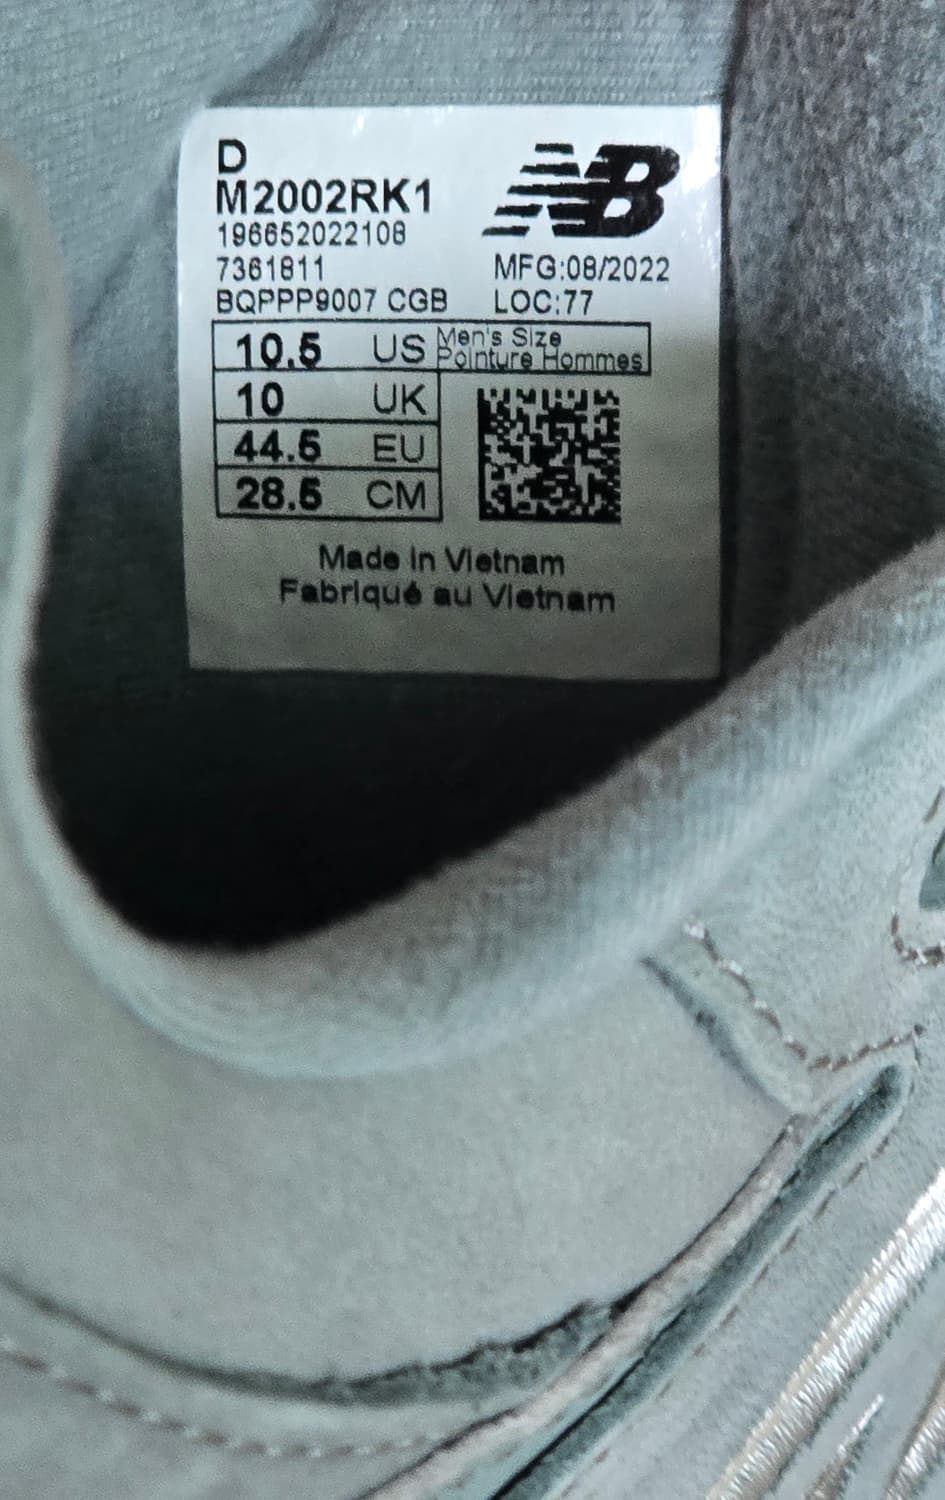 D
M2002RK1
NB
196652022108
7361811
MFG:08/2022
BQPPP9007 CGB
LOC:77
10.5 US Men's Size
Pointure Hommes
10 UK
44.5 EU
28.5 CM
Made in Vietnam
Fabriqué au Vietnam